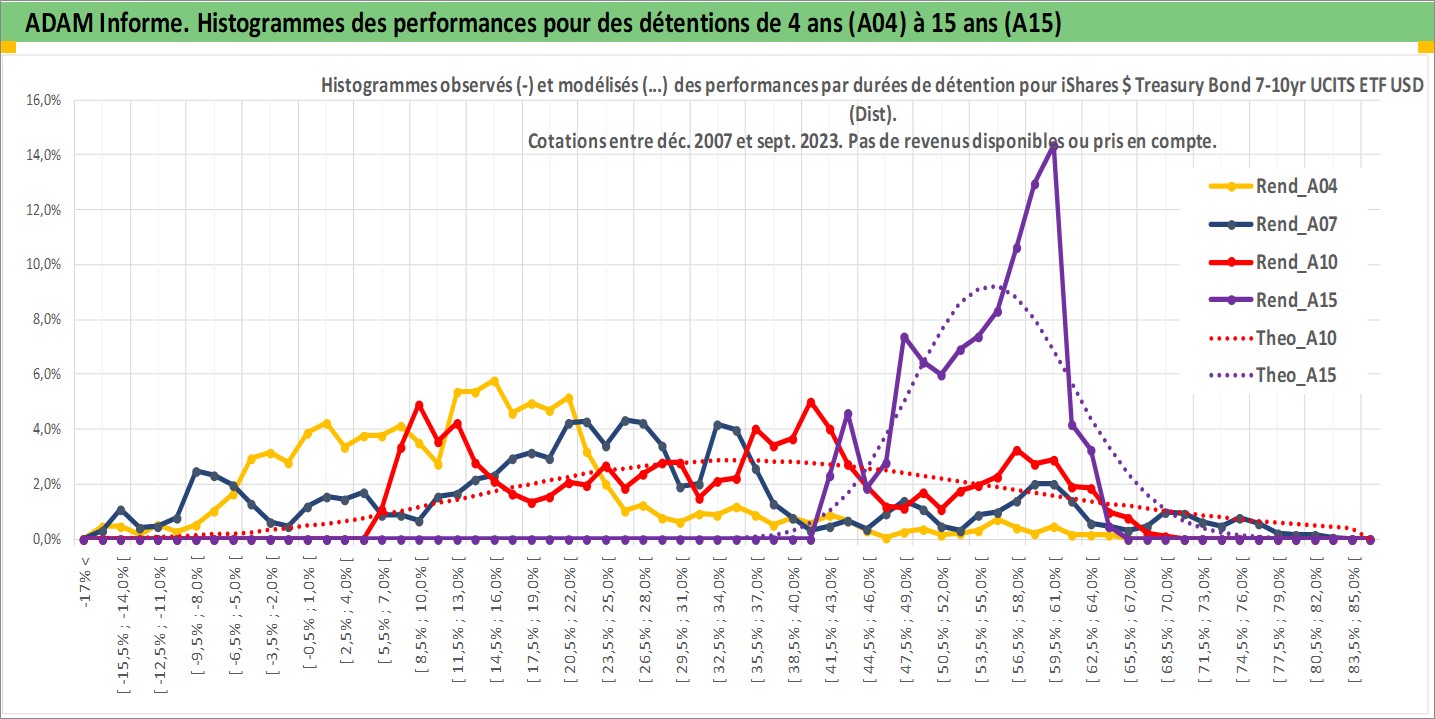 ADAM Informe. Histogrammes des performances pour des détentions de 4 ans (A04) à 15 ans (A15)
Histogrammes observés (-) et modélisés (...) des performances par durées de détention pour iShares $ Treasury Bond 7-10yr UCITS ETF USD
(Dist).
Cotations entre déc. 2007 et sept. 2023. Pas de revenus disponibles ou pris en compte.
16,0%
14,0%
12,0%
10,0%
8,0%
6,0%
4,0%
2,0%
0,0%
Rend_A04
Rend_A07
Rend_A10
Rend_A15
Theo_A10
Theo_A15
-17% <
[ -15,5% ; -14,0% [
[ -12,5% ; -11,0% [
[ -9,5% ; -8,0% [
[ -6,5% ; -5,0% [
[ -3,5% ; -2,0% [
[ -0,5% ; 1,0% [
[ 2,5% ; 4,0% [
[ 5,5% ; 7,0% [
[ 8,5% ; 10,0% [
[ 11,5% ; 13,0% [
[ 14,5% ; 16,0% [
[ 17,5% ; 19,0% [
[ 20,5% ; 22,0% [
[ 23,5% ; 25,0% [
[ 26,5% ; 28,0% [
[ 29,5% ; 31,0% [
[ 32,5% ; 34,0% [
[ 35,5% ; 37,0% [
[ 38,5% ; 40,0% [
[ 41,5% ; 43,0% [
[ 44,5% ; 46,0% [
[ 47,5% ; 49,0% [
[ 50,5% ; 52,0% [
[ 53,5% ; 55,0% [
[ 56,5% ; 58,0% [
[ 59,5% ; 61,0% [
[ 62,5% ; 64,0% [
[ 65,5% ; 67,0% [
[ 68,5% ; 70,0% [
[ 71,5% ; 73,0% [
[ 74,5% ; 76,0% [
[ 77,5% ; 79,0% [
[ 80,5% ; 82,0% [
[ 83,5% ; 85,0% [